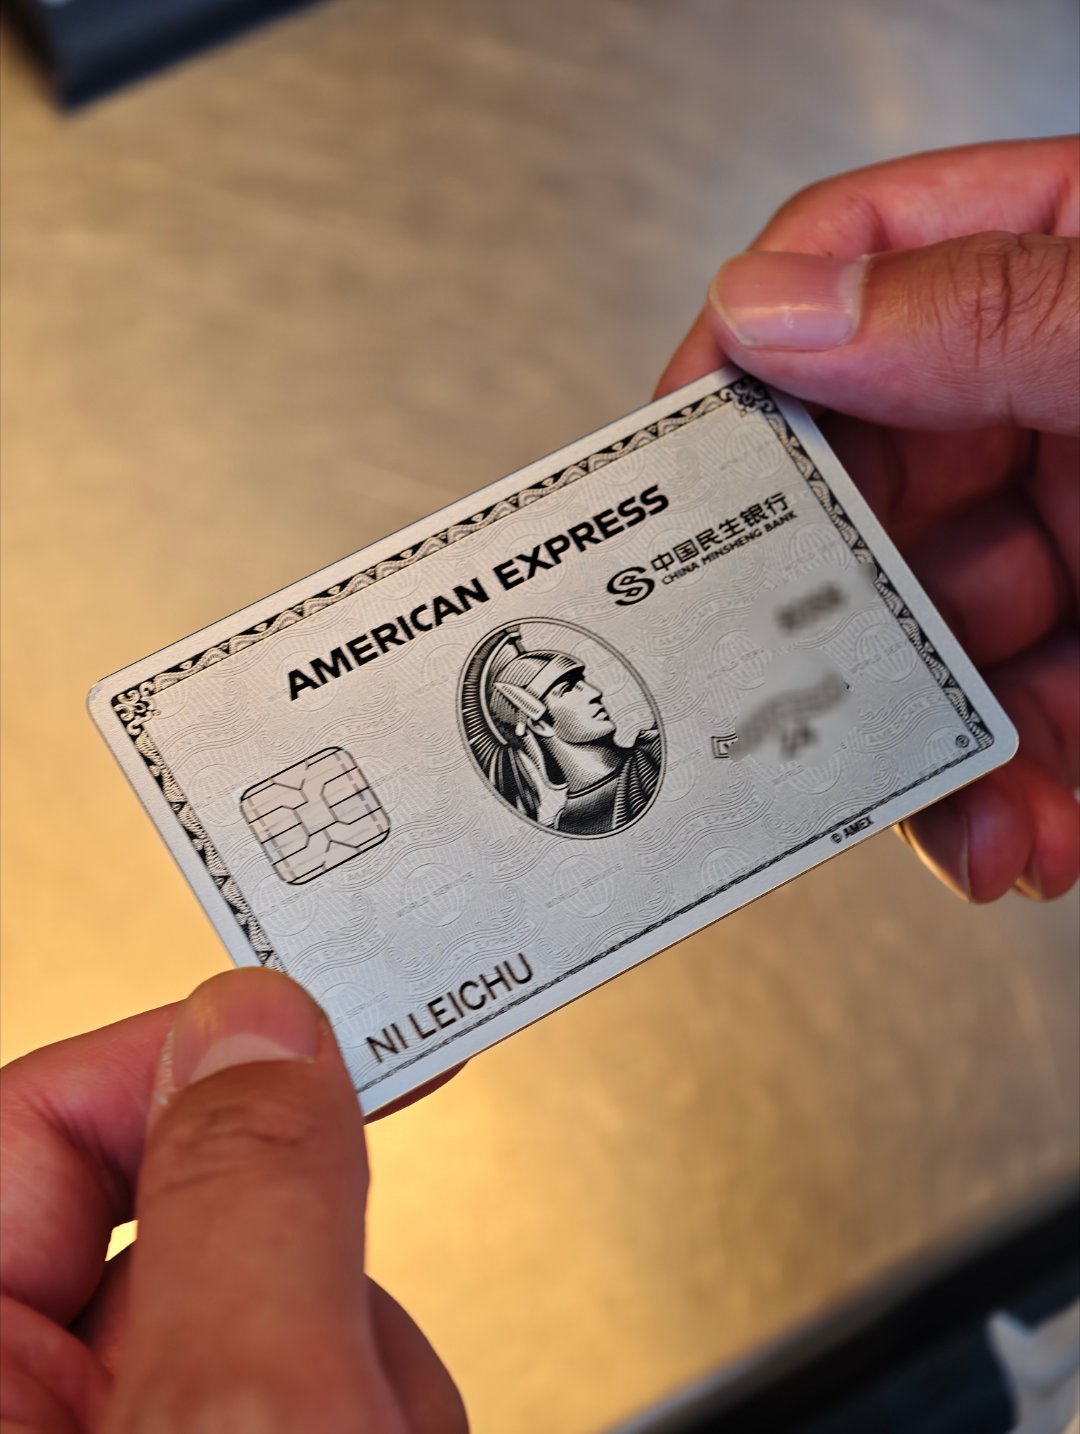 AMERICAN EXPRESS
中国民生银行
CHINA MINSHENG BANK
®
© AMEX
NI LEICHU